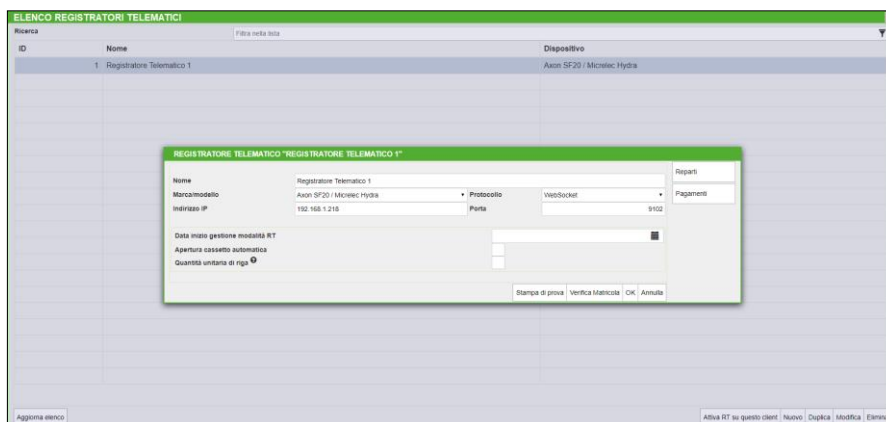 ELENCO REGISTRATORI TELEMATICI
Ricerca Filtra nella lista
ID Nome Dispositivo
1 Registratore Telematico 1 Axon SF20 / Micrelec Hydra
REGISTRATORE TELEMATICO "REGISTRATORE TELEMATICO 1"
Reparti
Nome Registratore Telematico 1
Marca/modello Axon SF20 / Micrelec Hydra Protocollo WebSocket Pagamenti
Indirizzo IP 192.168.1.218 Porta 9102
Data inizio gestione modalità RT
Apertura cassetto automatica
Quantità unitaria di riga ?
Stampa di prova Verifica Matricola OK Annulla
Aggiorna elenco Attiva RT su questo client Nuovo Duplica Modifica Elimina